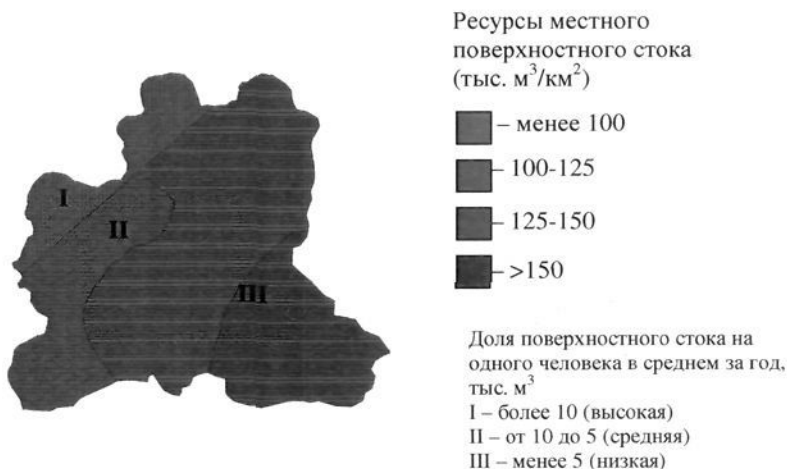 Ресурсы местного
поверхностного стока
(тыс. м³/км²)
– менее 100
– 100-125
– 125-150
– >150
I
II
III
Доля поверхностного стока на
одного человека в среднем за год,
тыс. м³
I – более 10 (высокая)
II – от 10 до 5 (средняя)
III – менее 5 (низкая)